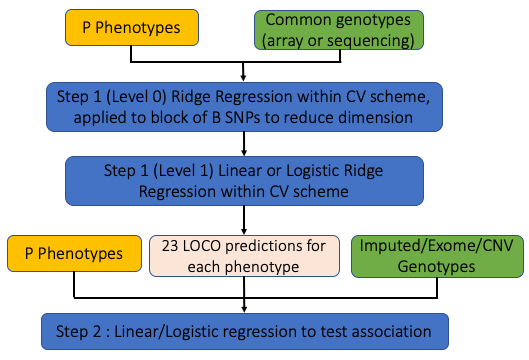 P Phenotypes
Common genotypes
(array or sequencing)
Step 1 (Level 0) Ridge Regression within CV scheme,
applied to block of B SNPs to reduce dimension
Step 1 (Level 1) Linear or Logistic Ridge
Regression within CV scheme
P Phenotypes
23 LOCO predictions for
each phenotype
Imputed/Exome/CNV
Genotypes
Step 2 : Linear/Logistic regression to test association